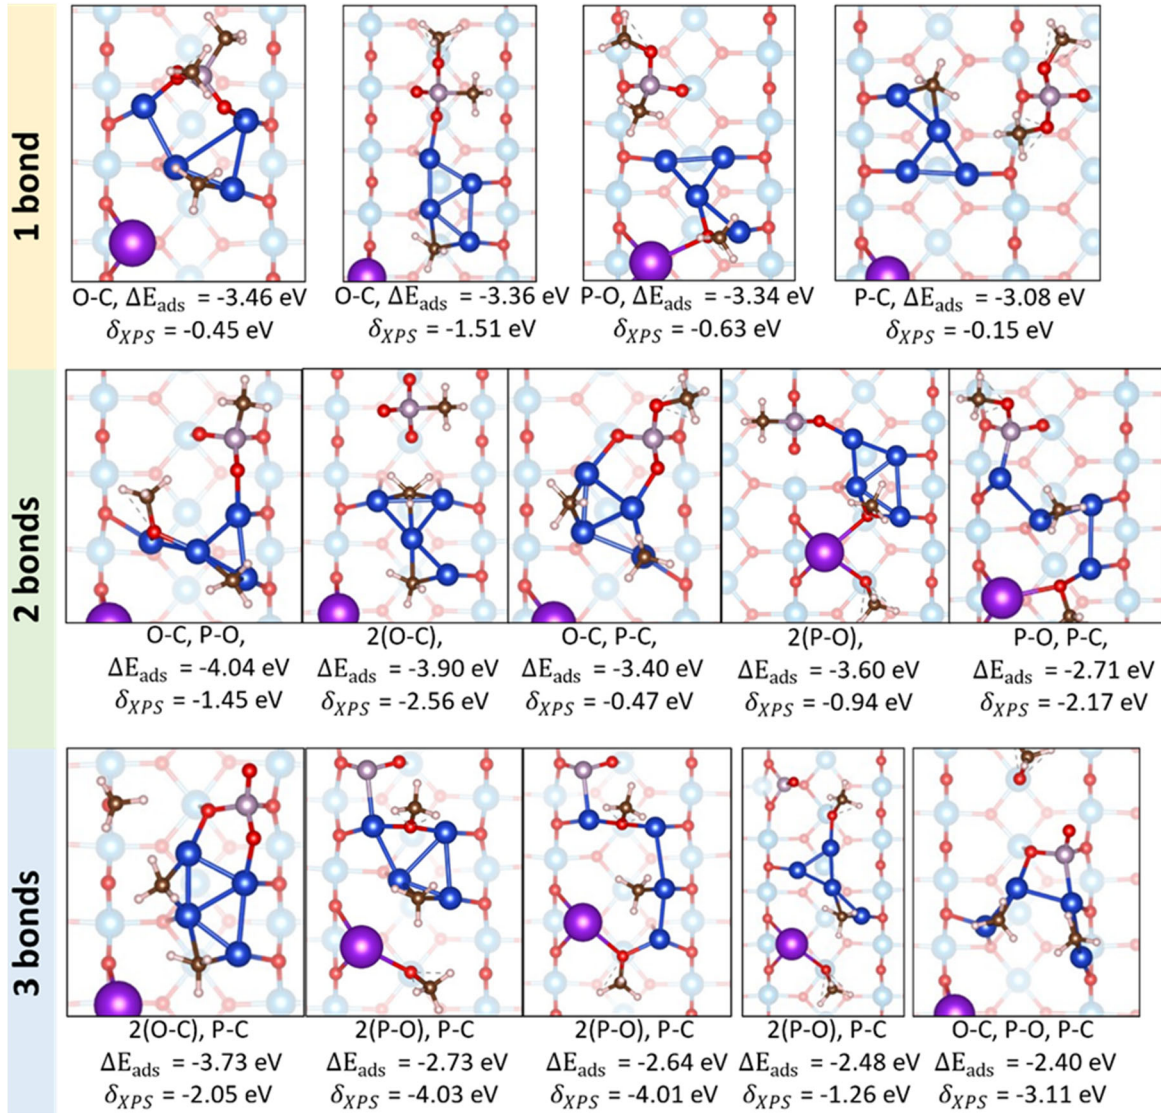 1 bond
O-C, ΔE_ads = -3.46 eV
δ_XPS = -0.45 eV
O-C, ΔE_ads = -3.36 eV
δ_XPS = -1.51 eV
P-O, ΔE_ads = -3.34 eV
δ_XPS = -0.63 eV
P-C, ΔE_ads = -3.08 eV
δ_XPS = -0.15 eV
2 bonds
O-C, P-O,
ΔE_ads = -4.04 eV
δ_XPS = -1.45 eV
2(O-C),
ΔE_ads = -3.90 eV
δ_XPS = -2.56 eV
O-C, P-C,
ΔE_ads = -3.40 eV
δ_XPS = -0.47 eV
2(P-O),
ΔE_ads = -3.60 eV
δ_XPS = -0.94 eV
P-O, P-C,
ΔE_ads = -2.71 eV
δ_XPS = -2.17 eV
3 bonds
2(O-C), P-C
ΔE_ads = -3.73 eV
δ_XPS = -2.05 eV
2(P-O), P-C
ΔE_ads = -2.73 eV
δ_XPS = -4.03 eV
2(P-O), P-C
ΔE_ads = -2.64 eV
δ_XPS = -4.01 eV
2(P-O), P-C
ΔE_ads = -2.48 eV
δ_XPS = -1.26 eV
O-C, P-O, P-C
ΔE_ads = -2.40 eV
δ_XPS = -3.11 eV